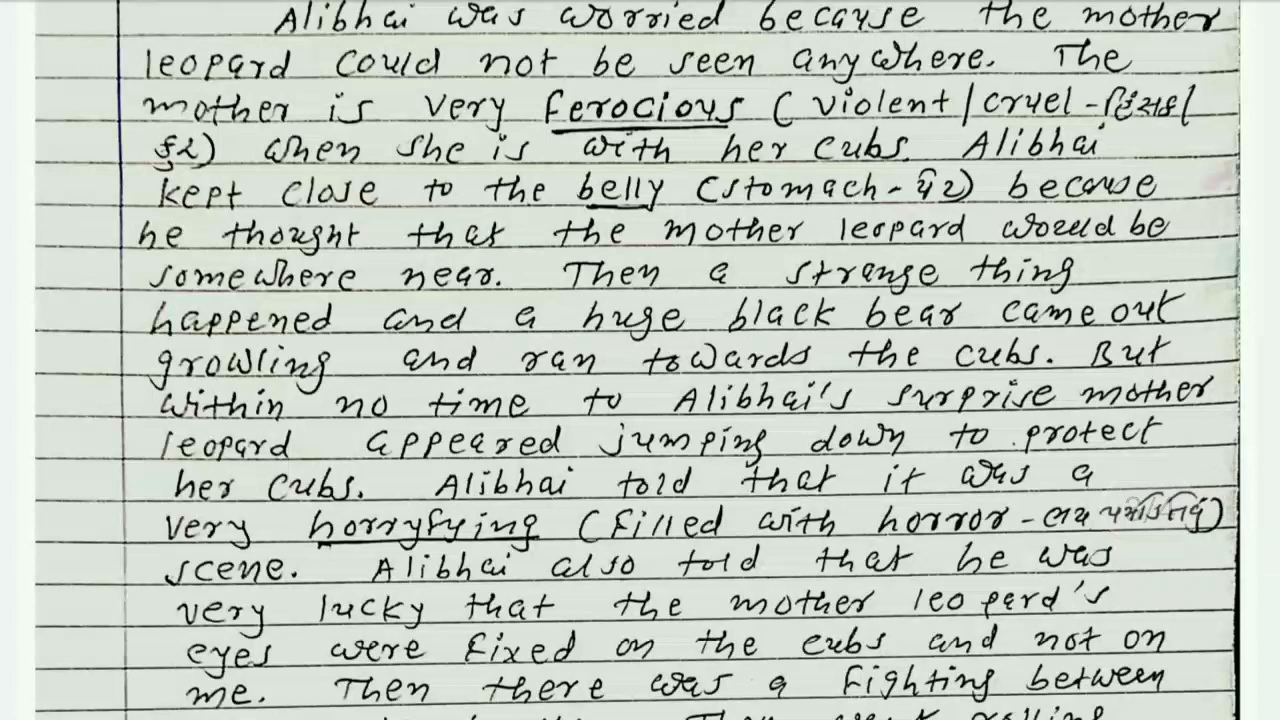 Alibhai was worried because the mother
leopard could not be seen anywhere. The
mother is very ferocious ( violent / cruel - હિંસક /
ક્રૂર) when she is with her cubs. Alibhai
kept close to the belly (stomach - પેટ) because
he thought that the mother leopard would be
somewhere near. Then a strange thing
happened and a huge black bear came out
growling and ran towards the cubs. But
within no time to Alibhai's surprise mother
leopard appeared jumping down to protect
her cubs. Alibhai told that it was a
very horryfying (filled with horror - ભય
scene. Alibhai also told that he was
very lucky that the mother leopard's
eyes were fixed on the cubs and not on
me. Then there was a fighting between